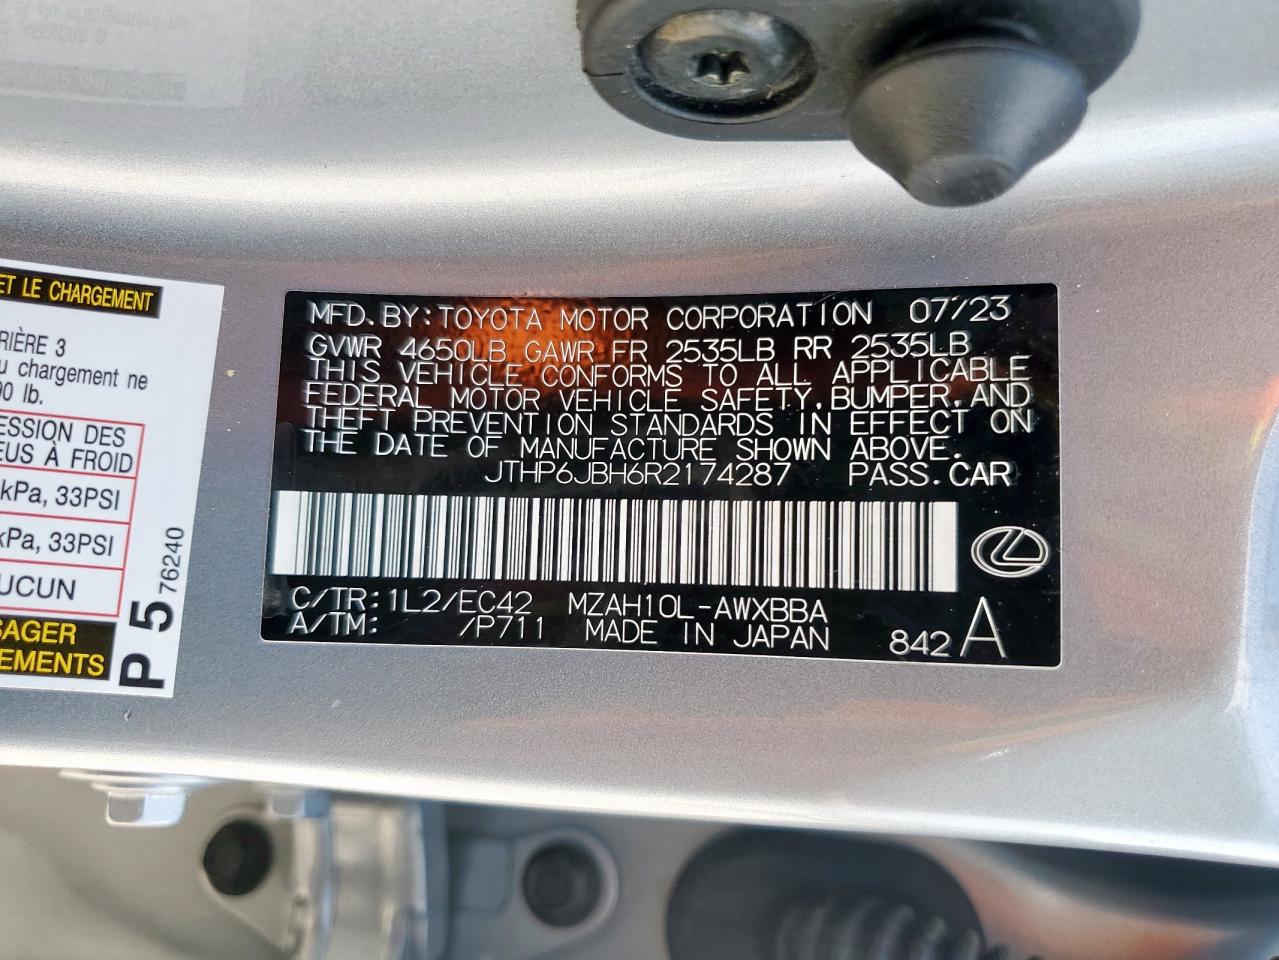 MFD.BY:TOYOTA MOTOR CORPORATION 07/23
GVWR 4650LB GAWR FR 2535LB RR 2535LB
THIS VEHICLE CONFORMS TO ALL APPLICABLE
FEDERAL MOTOR VEHICLE SAFETY,BUMPER,AND
THEFT PREVENTION STANDARDS IN EFFECT ON
THE DATE OF MANUFACTURE SHOWN ABOVE.
JTHP6JBH6R2174287 PASS.CAR
C/TR:1L2/EC42 MZAH10L-AWXBBA
A/TM: /P711 MADE IN JAPAN 842 A
ET LE CHARGEMENT
RIÈRE 3
u chargement ne
00 lb.
ESSION DES
EUS À FROID
kPa, 33PSI
kPa, 33PSI
UCUN
SAGER
EMENTS
P 5 76240